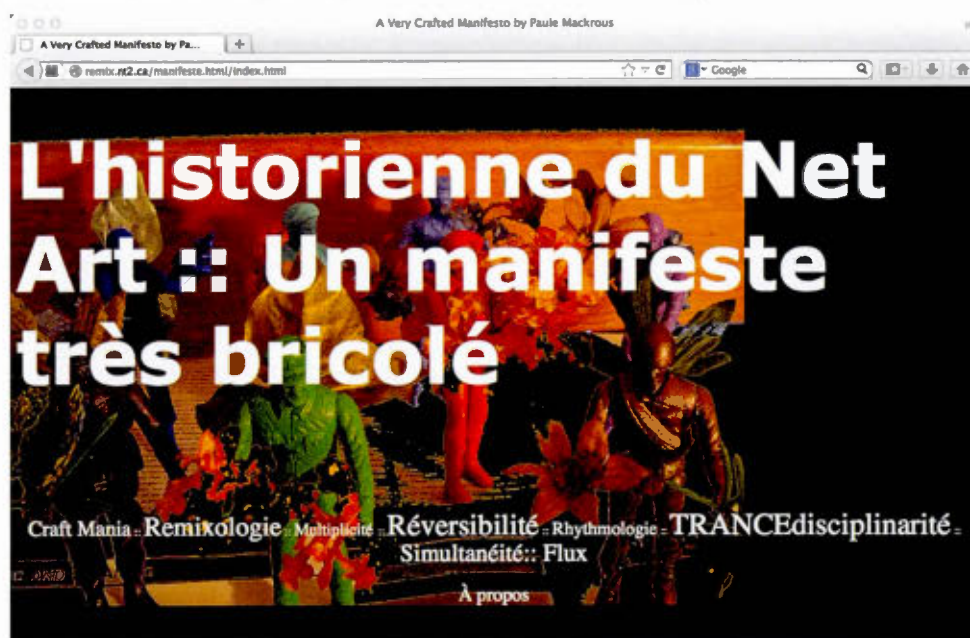 A Very Crafted Manifesto by Paule Mackrous
A Very Crafted Manifesto by Pa...
remix.nt2.ca/manifeste.html/index.html
Google
L'historienne du Net
Art :: Un manifeste
très bricolé
Craft Mania :: Remixologie :: Multiplicité :: Réversibilité :: Rhythmologie :: TRANCEdisciplinarité ::
Simultanéité:: Flux
À propos